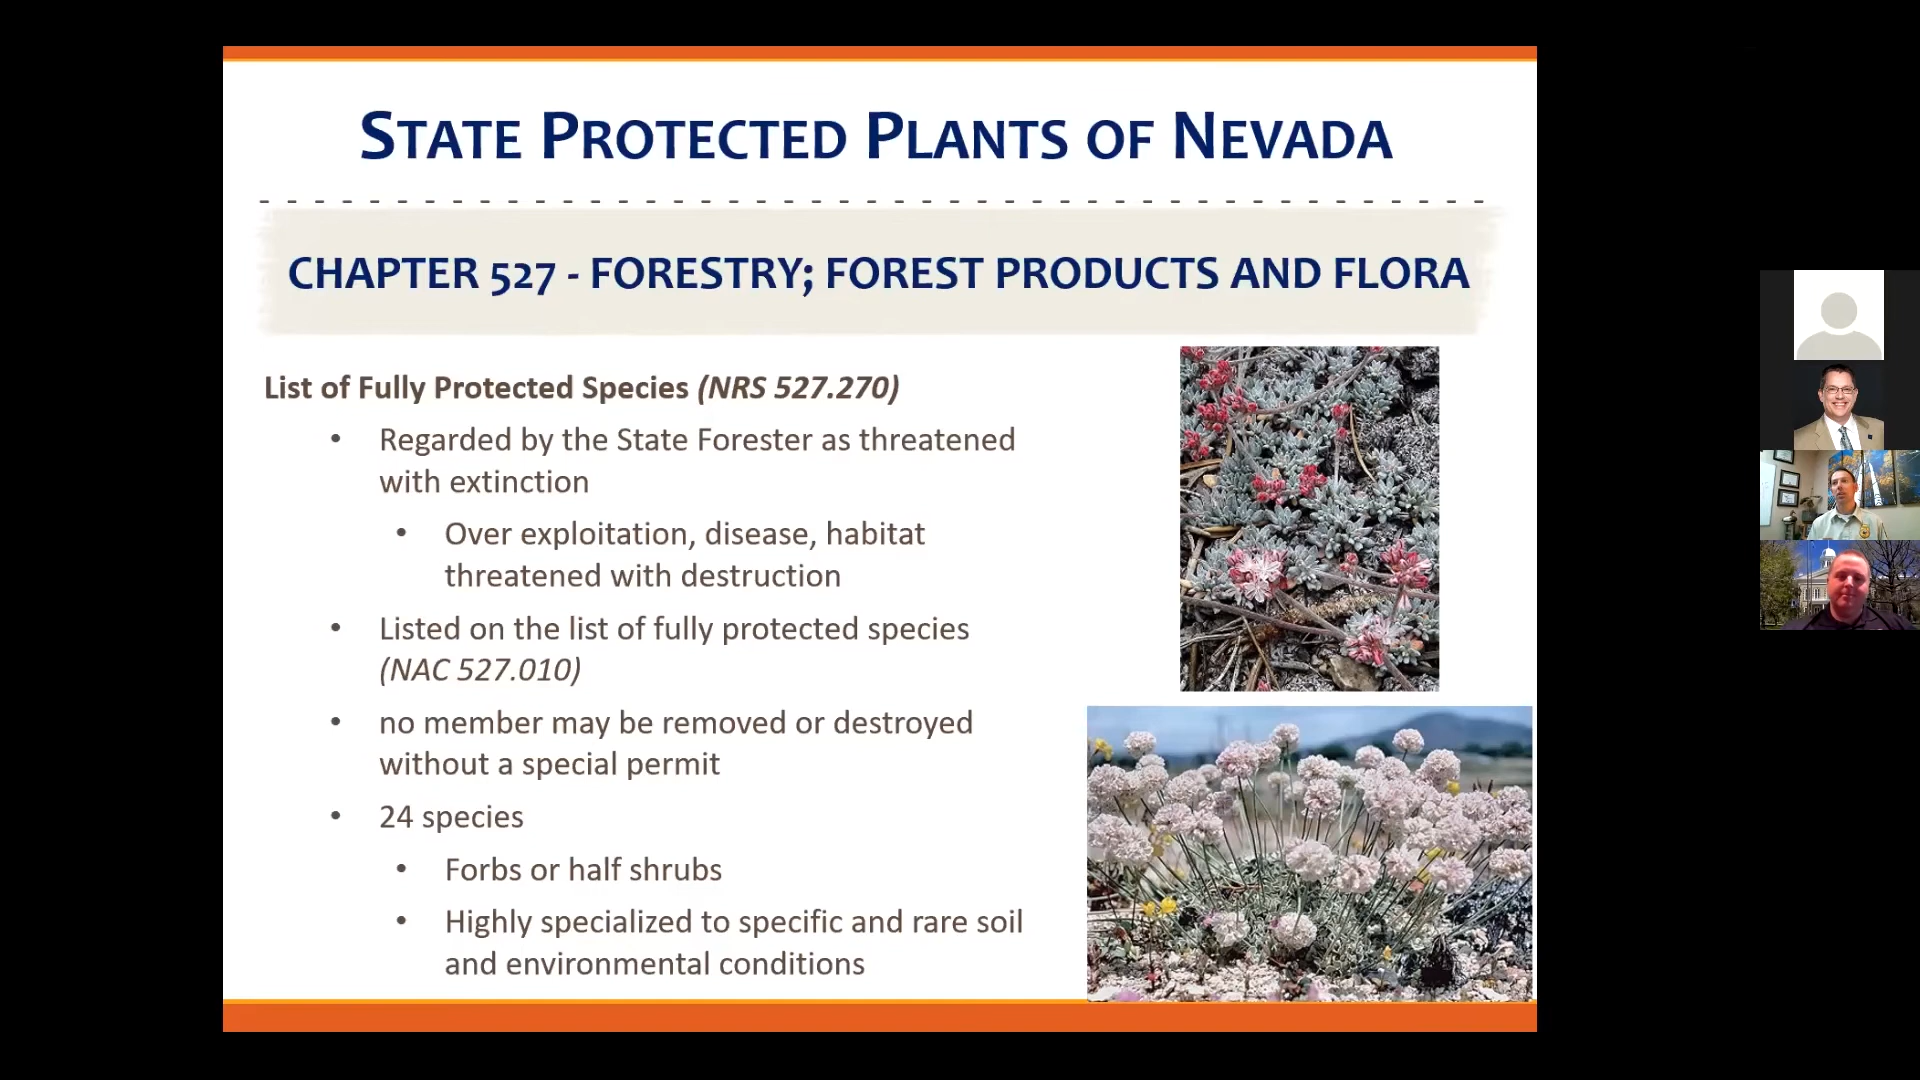 STATE PROTECTED PLANTS OF NEVADA
CHAPTER 527 - FORESTRY; FOREST PRODUCTS AND FLORA
List of Fully Protected Species (NRS 527.270)
• Regarded by the State Forester as threatened
with extinction
• Over exploitation, disease, habitat
threatened with destruction
• Listed on the list of fully protected species
(NAC 527.010)
• no member may be removed or destroyed
without a special permit
• 24 species
• Forbs or half shrubs
• Highly specialized to specific and rare soil
and environmental conditions